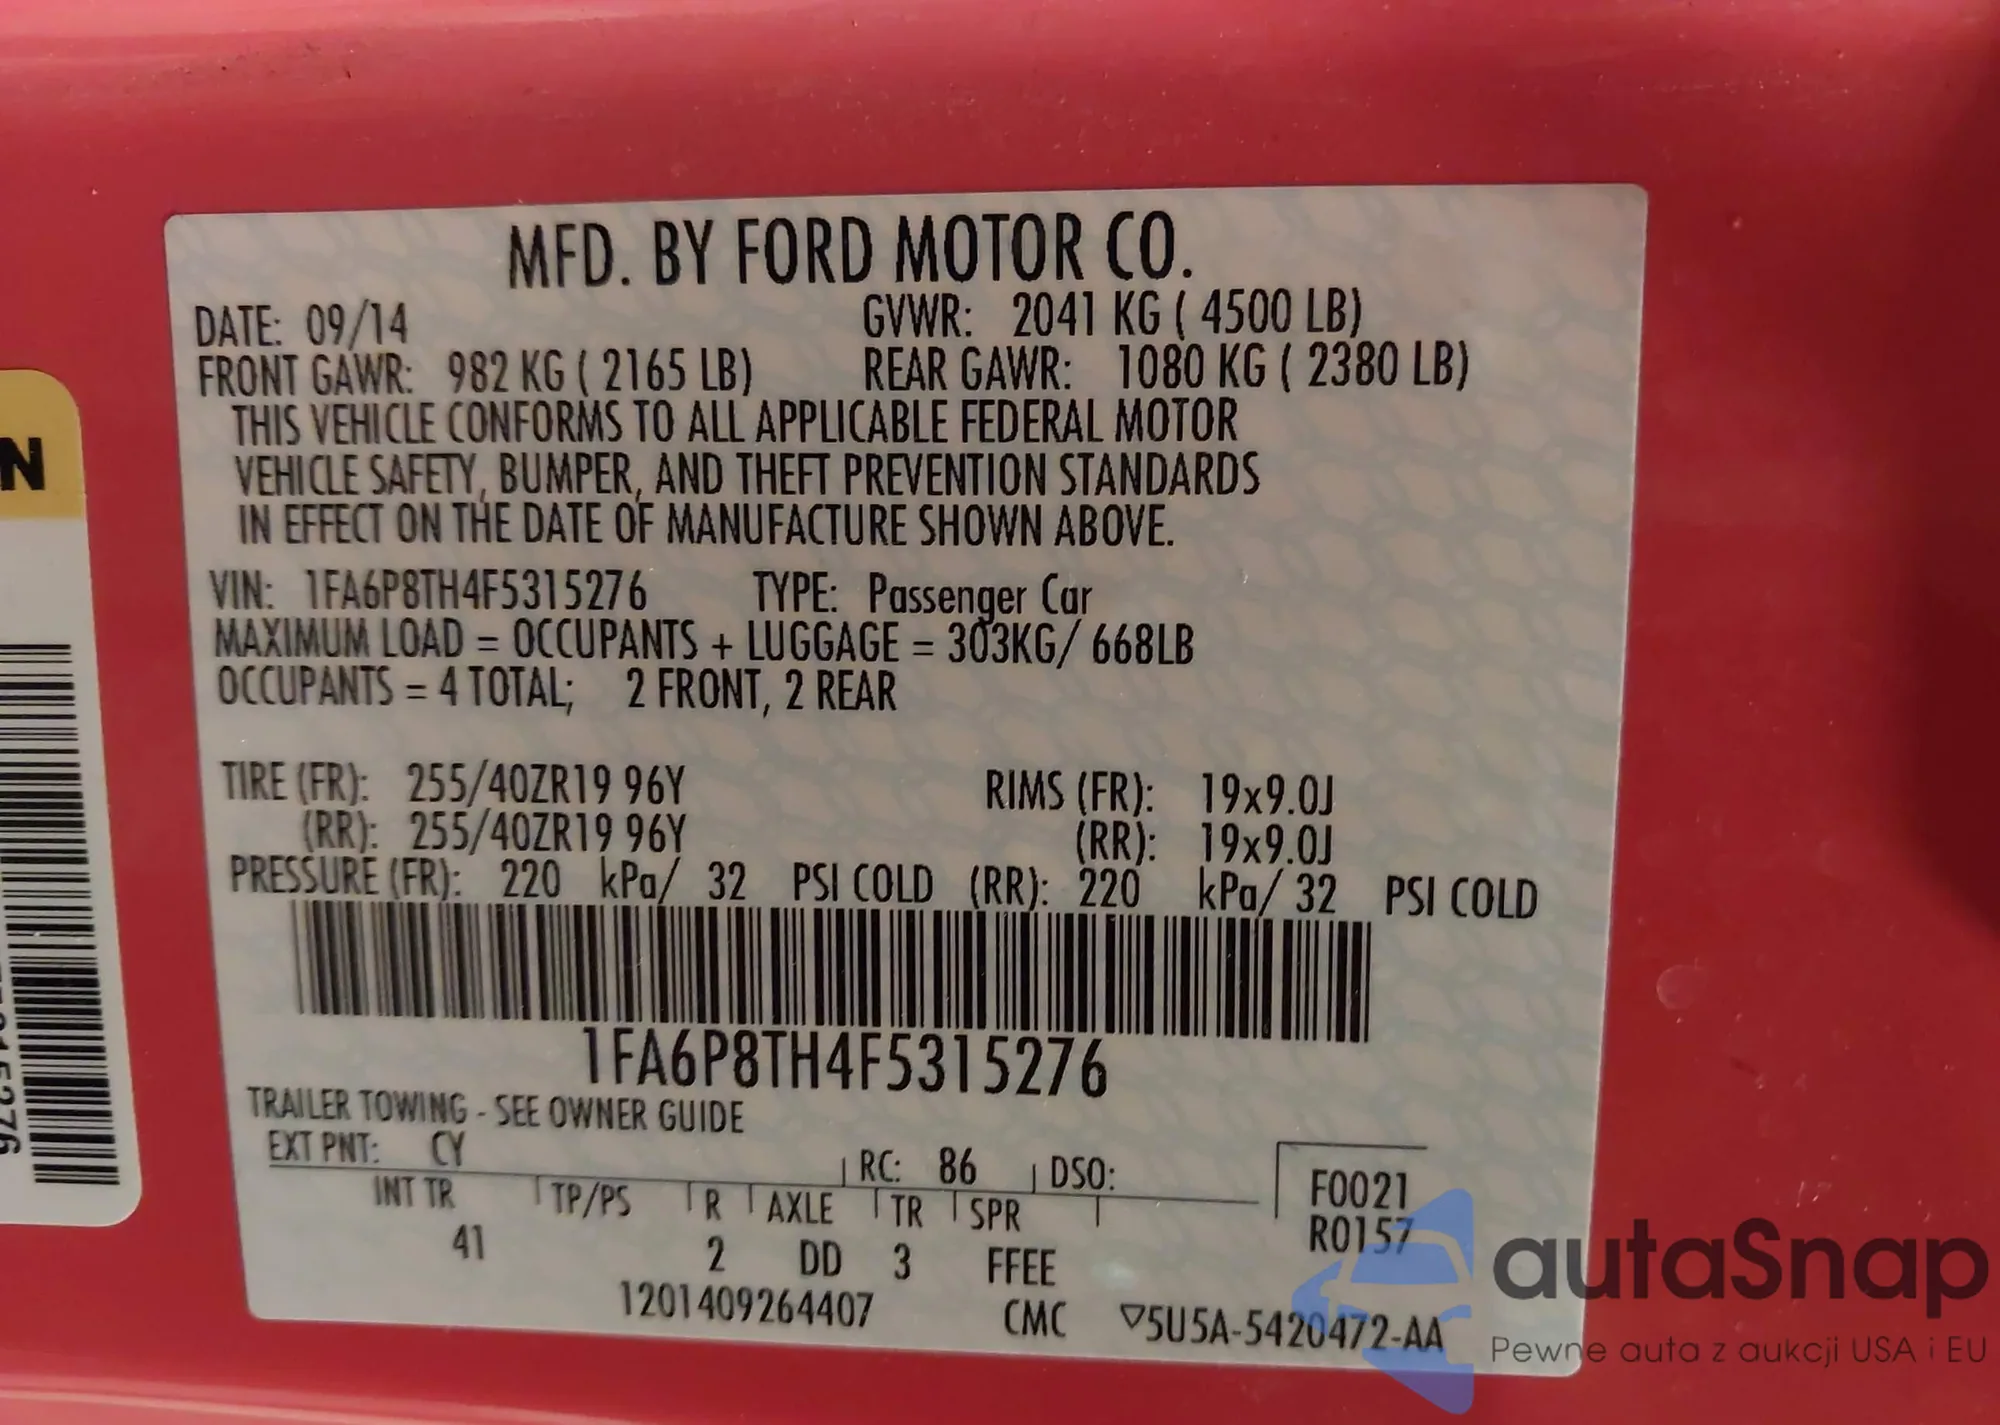 MFD. BY FORD MOTOR CO.
DATE: 09/14 GVWR: 2041 KG ( 4500 LB)
FRONT GAWR: 982 KG ( 2165 LB) REAR GAWR: 1080 KG ( 2380 LB)
THIS VEHICLE CONFORMS TO ALL APPLICABLE FEDERAL MOTOR
VEHICLE SAFETY, BUMPER, AND THEFT PREVENTION STANDARDS
IN EFFECT ON THE DATE OF MANUFACTURE SHOWN ABOVE.
VIN: 1FA6P8TH4F5315276 TYPE: Passenger Car
MAXIMUM LOAD = OCCUPANTS + LUGGAGE = 303KG/ 668LB
OCCUPANTS = 4 TOTAL; 2 FRONT, 2 REAR
TIRE (FR): 255/40ZR19 96Y RIMS (FR): 19x9.0J
(RR): 255/40ZR19 96Y (RR): 19x9.0J
PRESSURE (FR): 220 kPa/ 32 PSI COLD (RR): 220 kPa/ 32 PSI COLD
1FA6P8TH4F5315276
TRAILER TOWING - SEE OWNER GUIDE
EXT PNT: CY RC: 86 DSO: F0021
INT TR TP/PS R AXLE TR SPR R0157
41 2 DD 3 FFEE
1201409264407 CMC ▽5U5A-5420472-AA
N
15276
autaSnap
Pewne auta z aukcji USA i EU